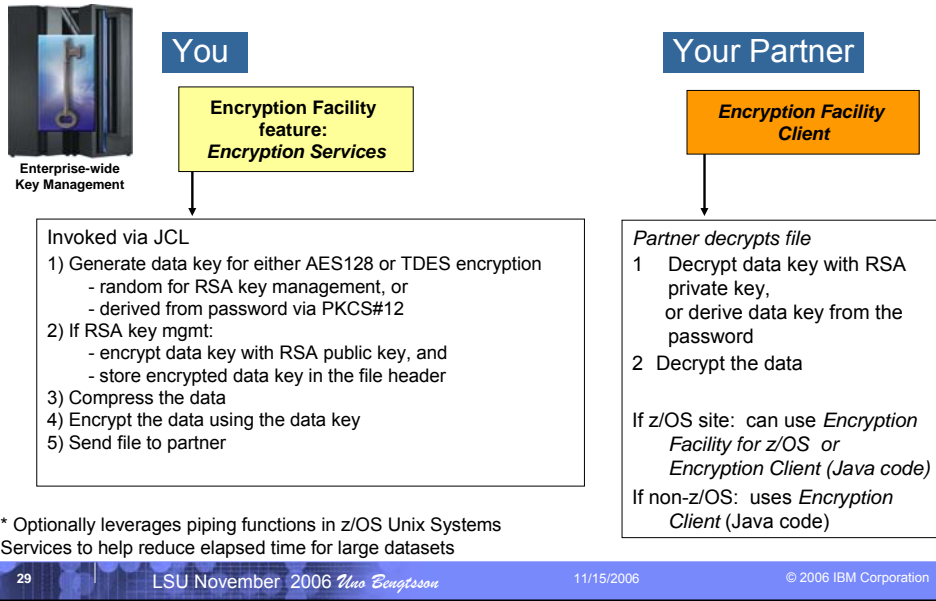 You
Your Partner
Encryption Facility
feature:
Encryption Services
Encryption Facility
Client
Enterprise-wide
Key Management
Invoked via JCL
1) Generate data key for either AES128 or TDES encryption
- random for RSA key management, or
- derived from password via PKCS#12
2) If RSA key mgmt:
- encrypt data key with RSA public key, and
- store encrypted data key in the file header
3) Compress the data
4) Encrypt the data using the data key
5) Send file to partner
Partner decrypts file
1 Decrypt data key with RSA
private key,
or derive data key from the
password
2 Decrypt the data
If z/OS site: can use Encryption
Facility for z/OS or
Encryption Client (Java code)
If non-z/OS: uses Encryption
Client (Java code)
* Optionally leverages piping functions in z/OS Unix Systems
Services to help reduce elapsed time for large datasets
29 LSU November 2006 Uno Bengtsson 11/15/2006 © 2006 IBM Corporation